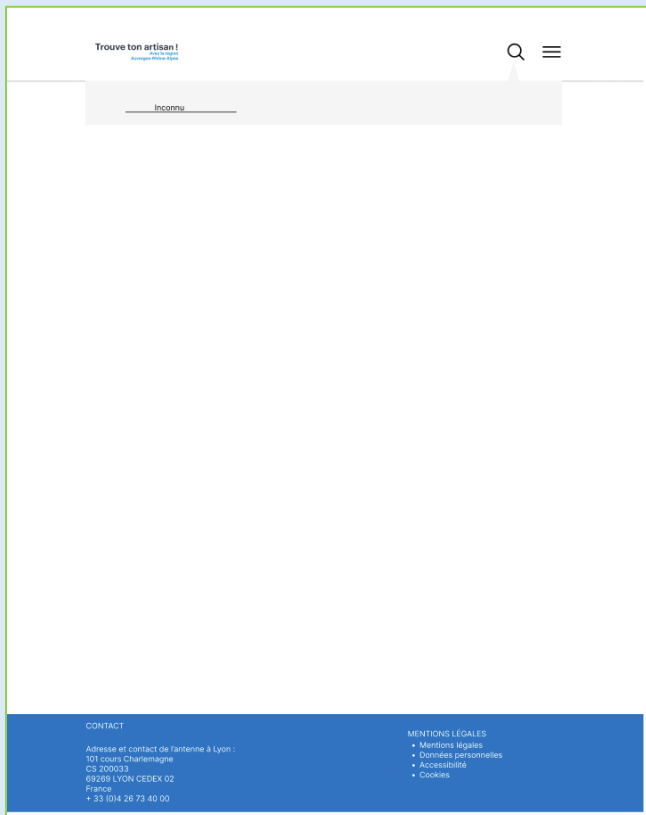 Trouve ton artisan !
Avec la région
Auvergne-Rhône-Alpes
Inconnu
CONTACT
Adresse et contact de l'antenne à Lyon :
101 cours Charlemagne
CS 200033
69269 LYON CEDEX 02
France
+ 33 (0)4 26 73 40 00
MENTIONS LÉGALES
• Mentions légales
• Données personnelles
• Accessibilité
• Cookies